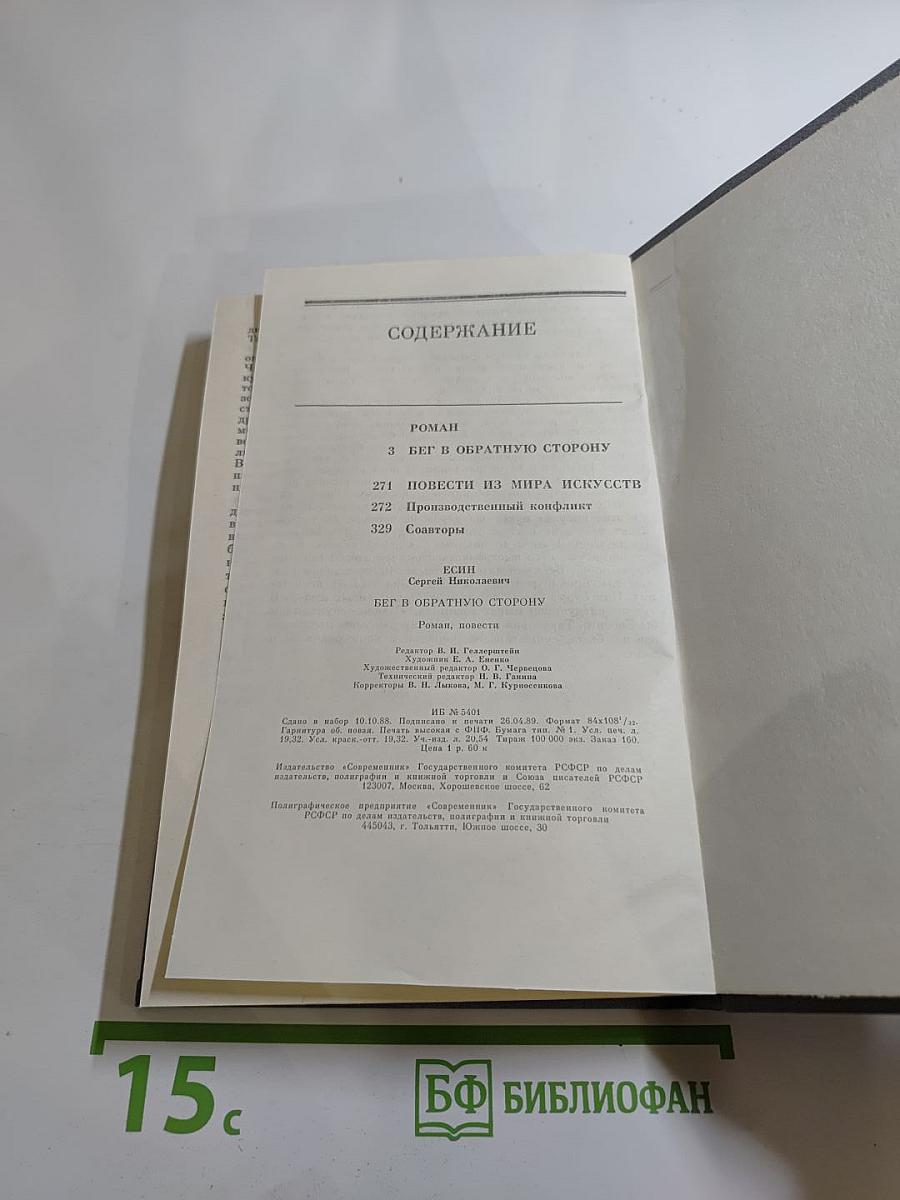 СОДЕРЖАНИЕ
РОМАН
3 БЕГ В ОБРАТНУЮ СТОРОНУ
271 ПОВЕСТИ ИЗ МИРА ИСКУССТВ
272 Производственный конфликт
329 Соавторы
ЕСИН
Сергей Николаевич
БЕГ В ОБРАТНУЮ СТОРОНУ
Роман, повести
Редактор В. И. Геллерштейн
Художник Е. А. Ененко
Художественный редактор О. Г. Червецова
Технический редактор Н. В. Ганина
Корректоры В. Н. Лыкова, М. Г. Курносенкова
ИБ № 5401
Сдано в набор 10.10.88. Подписано к печати 26.04.89. Формат 84х108¹/₃₂.
Гарнитура об. новая. Печать высокая с ФПФ. Бумага тип. № 1. Усл. печ. л.
19,32. Усл. краск.-отт. 19,32. Уч.-изд. л. 20,54 Тираж 100 000 экз. Заказ 160.
Цена 1 р. 60 к
Издательство «Современник» Государственного комитета РСФСР по делам
издательств, полиграфии и книжной торговли и Союза писателей РСФСР
123007, Москва, Хорошевское шоссе, 62
Полиграфическое предприятие «Современник» Государственного комитета
РСФСР по делам издательств, полиграфии и книжной торговли
445043, г. Тольятти, Южное шоссе, 30
15 с
БФ БИБЛИОФАН